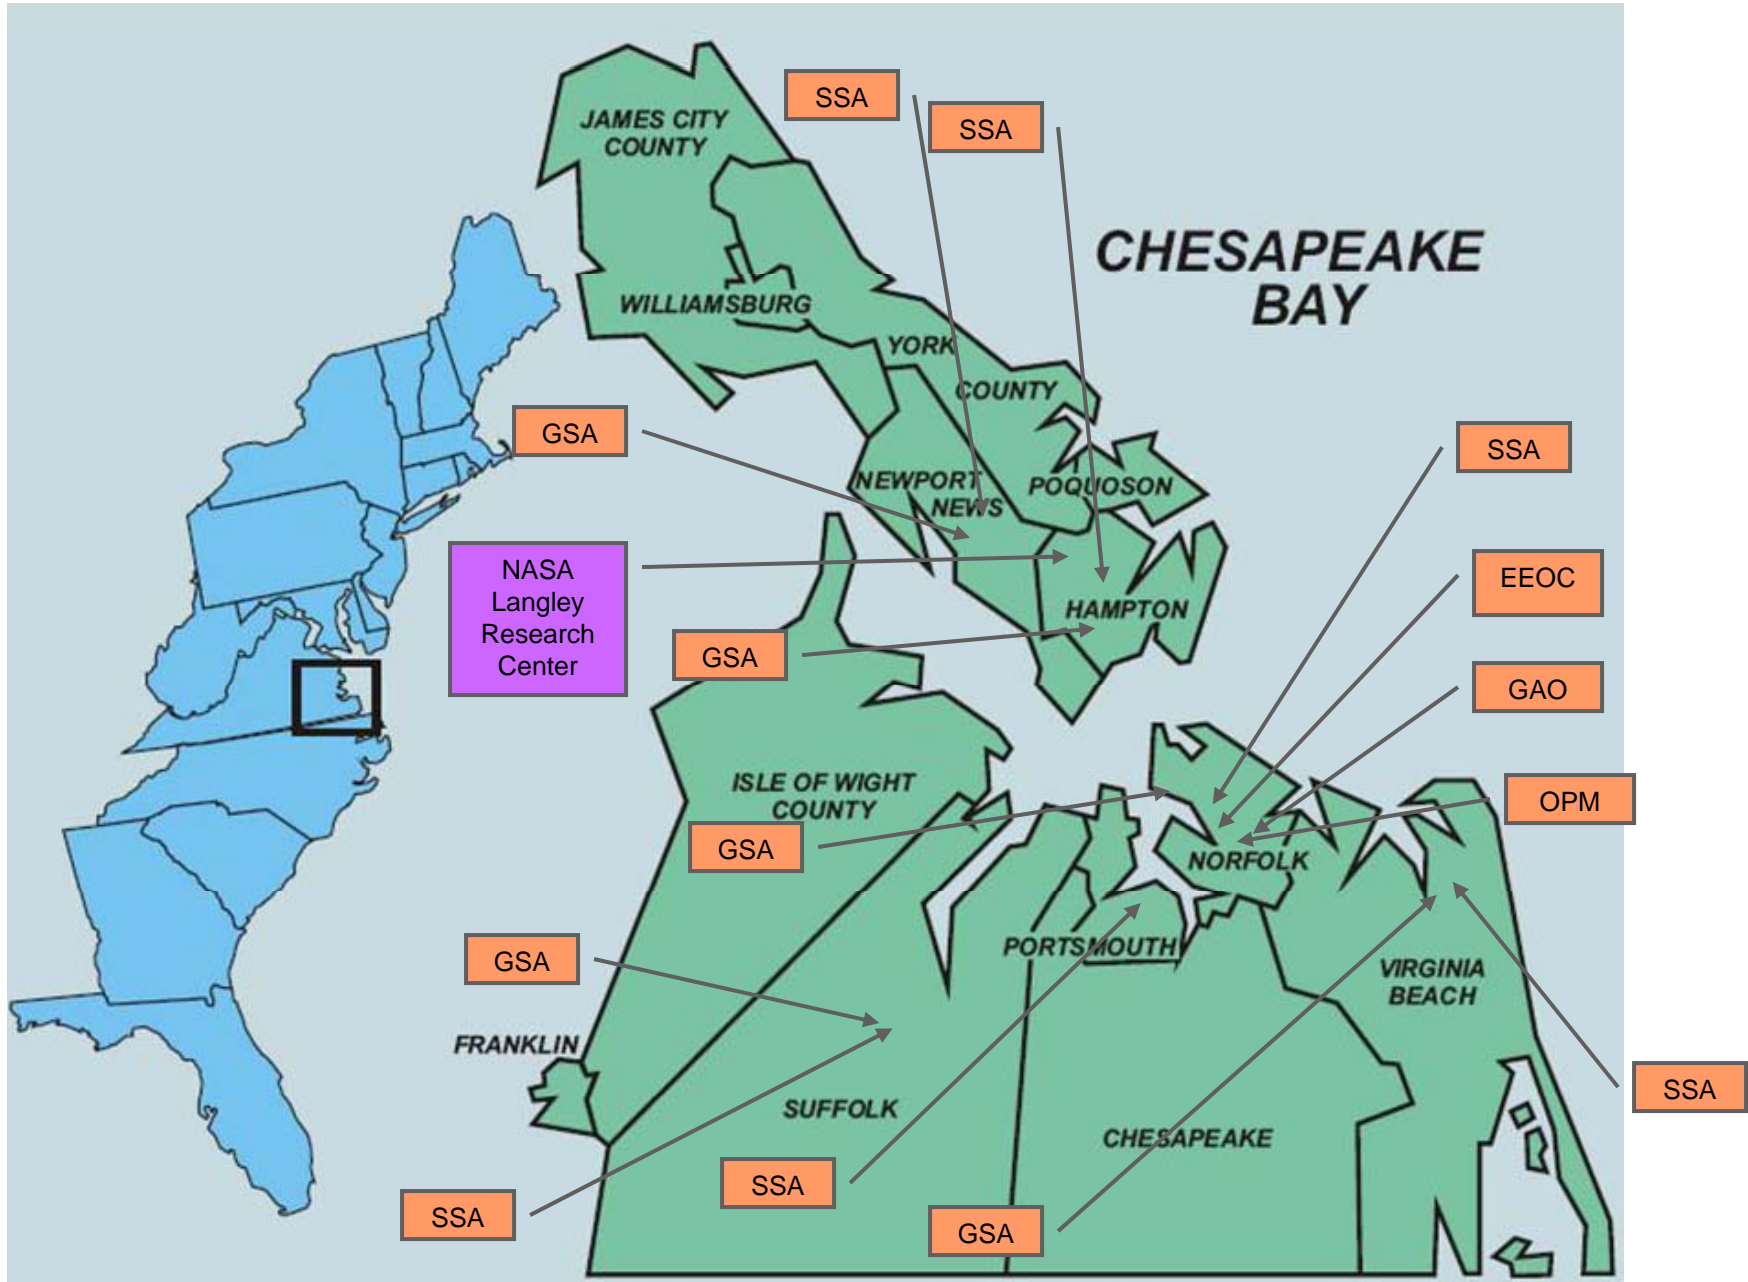 SSA
SSA
JAMES CITY
COUNTY
CHESAPEAKE
BAY
WILLIAMSBURG
YORK
COUNTY
GSA
SSA
NEWPORT
NEWS
POQUOSON
NASA
Langley
Research
Center
EEOC
HAMPTON
GSA
GAO
ISLE OF WIGHT
COUNTY
OPM
GSA
NORFOLK
PORTSMOUTH
GSA
VIRGINIA
BEACH
FRANKLIN
SSA
SUFFOLK
CHESAPEAKE
SSA
SSA
GSA